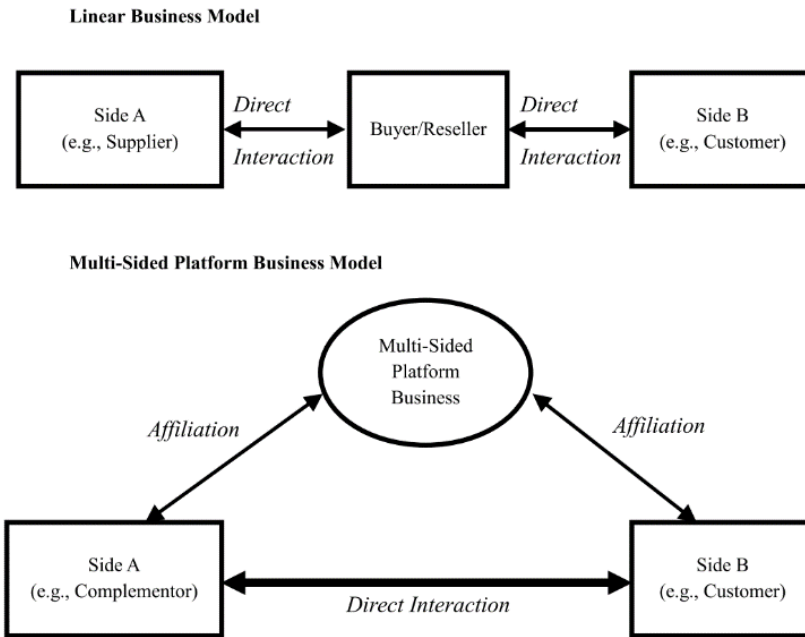 Linear Business Model
Side A
(e.g., Supplier)
Direct
Interaction
Buyer/Reseller
Direct
Interaction
Side B
(e.g., Customer)
Multi-Sided Platform Business Model
Multi-Sided
Platform
Business
Affiliation
Affiliation
Side A
(e.g., Complementor)
Direct Interaction
Side B
(e.g., Customer)